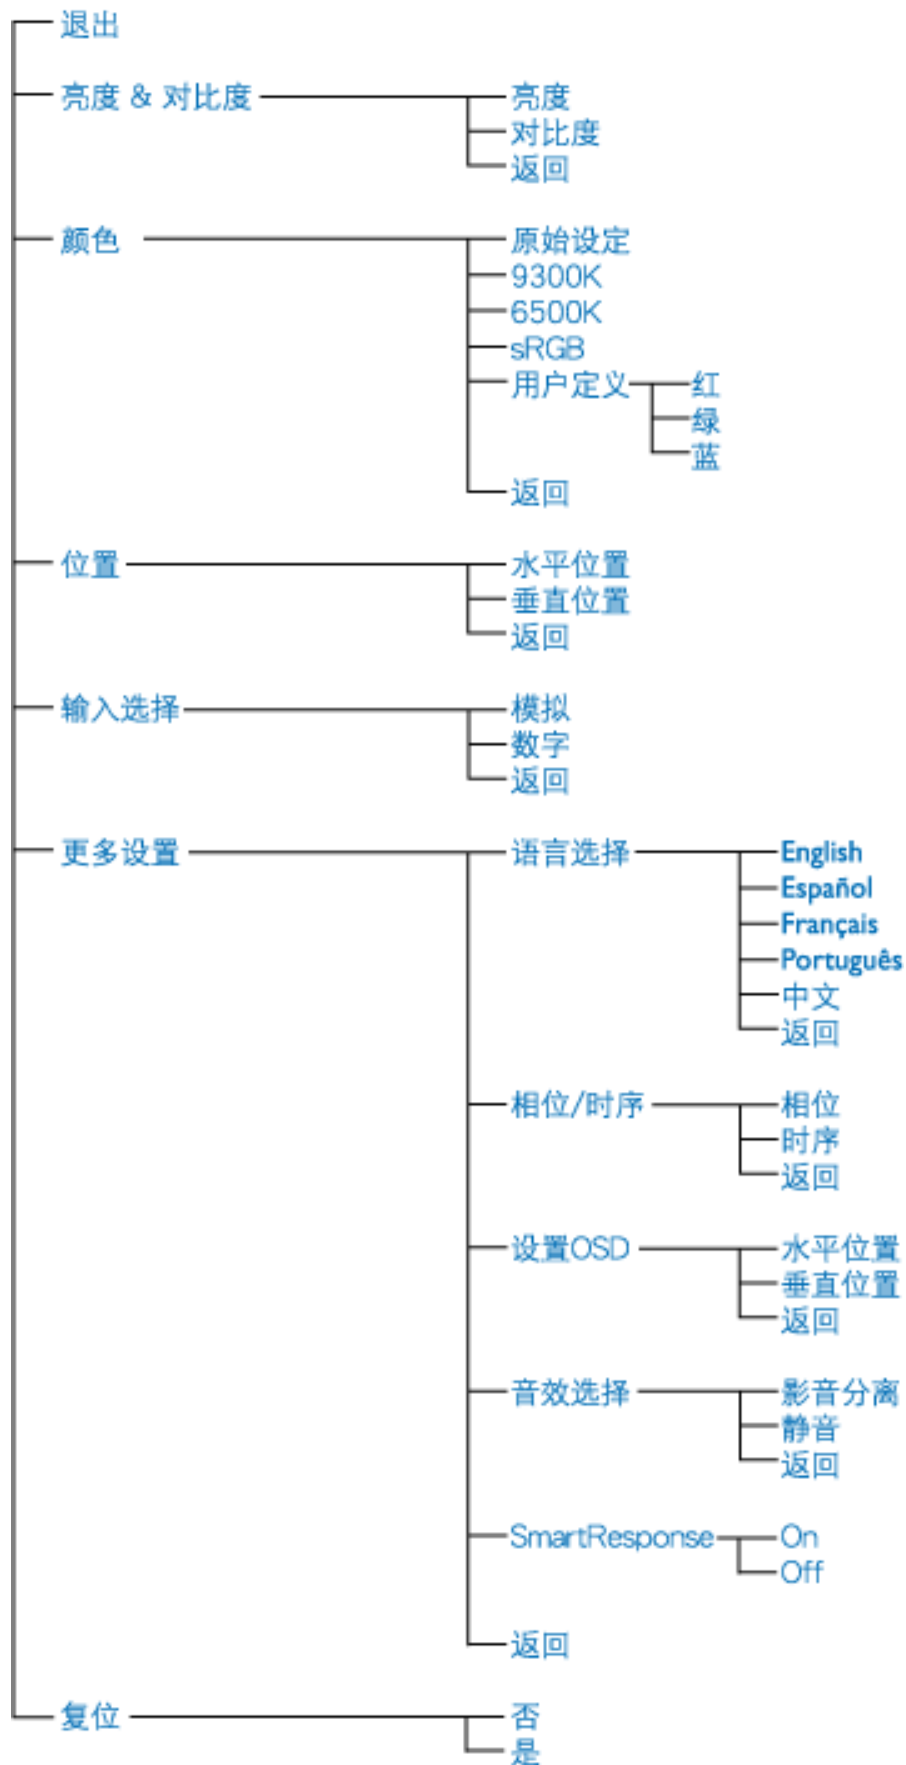 退出
亮度 & 对比度 亮度
对比度
返回
颜色 原始设定
9300K
6500K
sRGB
用户定义 红
绿
蓝
返回
位置 水平位置
垂直位置
返回
输入选择 模拟
数字
返回
更多设置 语言选择 English
Español
Français
Português
中文
返回
相位/时序 相位
时序
返回
设置OSD 水平位置
垂直位置
返回
音效选择 影音分离
静音
返回
SmartResponse On
Off
返回
复位 否
是